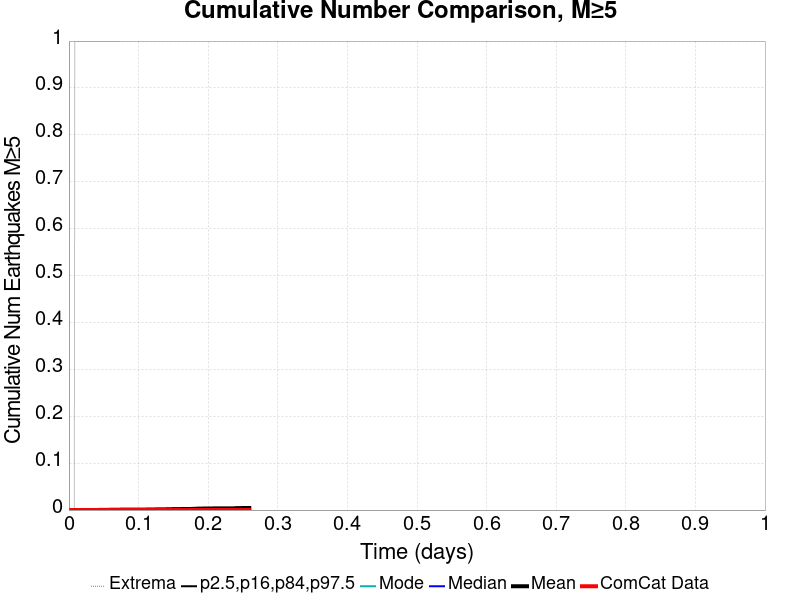 Cumulative Number Comparison, M≥5
Cumulative Num Earthquakes M≥5
1
0.9
0.8
0.7
0.6
0.5
0.4
0.3
0.2
0.1
0
0 0.1 0.2 0.3 0.4 0.5 0.6 0.7 0.8 0.9 1
Time (days)
Extrema p2.5,p16,p84,p97.5 Mode Median Mean ComCat Data